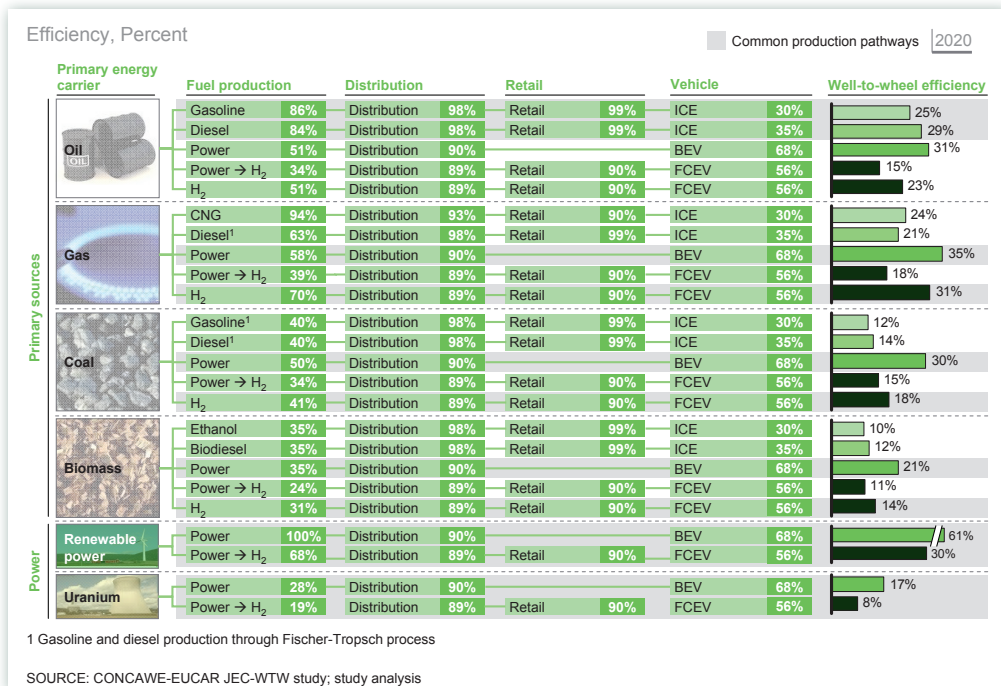 Efficiency, Percent
Common production pathways 2020
Primary energy carrier Fuel production Distribution Retail Vehicle Well-to-wheel efficiency
Primary sources
Oil
OIL
Gasoline 86% Distribution 98% Retail 99% ICE 30% 25%
Diesel 84% Distribution 98% Retail 99% ICE 35% 29%
Power 51% Distribution 90% BEV 68% 31%
Power → H₂ 34% Distribution 89% Retail 90% FCEV 56% 15%
H₂ 51% Distribution 89% Retail 90% FCEV 56% 23%
Gas
CNG 94% Distribution 93% Retail 90% ICE 30% 24%
Diesel¹ 63% Distribution 98% Retail 99% ICE 35% 21%
Power 58% Distribution 90% BEV 68% 35%
Power → H₂ 39% Distribution 89% Retail 90% FCEV 56% 18%
H₂ 70% Distribution 89% Retail 90% FCEV 56% 31%
Coal
Gasoline¹ 40% Distribution 98% Retail 99% ICE 30% 12%
Diesel¹ 40% Distribution 98% Retail 99% ICE 35% 14%
Power 50% Distribution 90% BEV 68% 30%
Power → H₂ 34% Distribution 89% Retail 90% FCEV 56% 15%
H₂ 41% Distribution 89% Retail 90% FCEV 56% 18%
Biomass
Ethanol 35% Distribution 98% Retail 99% ICE 30% 10%
Biodiesel 35% Distribution 98% Retail 99% ICE 35% 12%
Power 35% Distribution 90% BEV 68% 21%
Power → H₂ 24% Distribution 89% Retail 90% FCEV 56% 11%
H₂ 31% Distribution 89% Retail 90% FCEV 56% 14%
Power
Renewable power
Power 100% Distribution 90% BEV 68% 61%
Power → H₂ 68% Distribution 89% Retail 90% FCEV 56% 30%
Uranium
Power 28% Distribution 90% BEV 68% 17%
Power → H₂ 19% Distribution 89% Retail 90% FCEV 56% 8%
1 Gasoline and diesel production through Fischer-Tropsch process
SOURCE: CONCAWE-EUCAR JEC-WTW study; study analysis